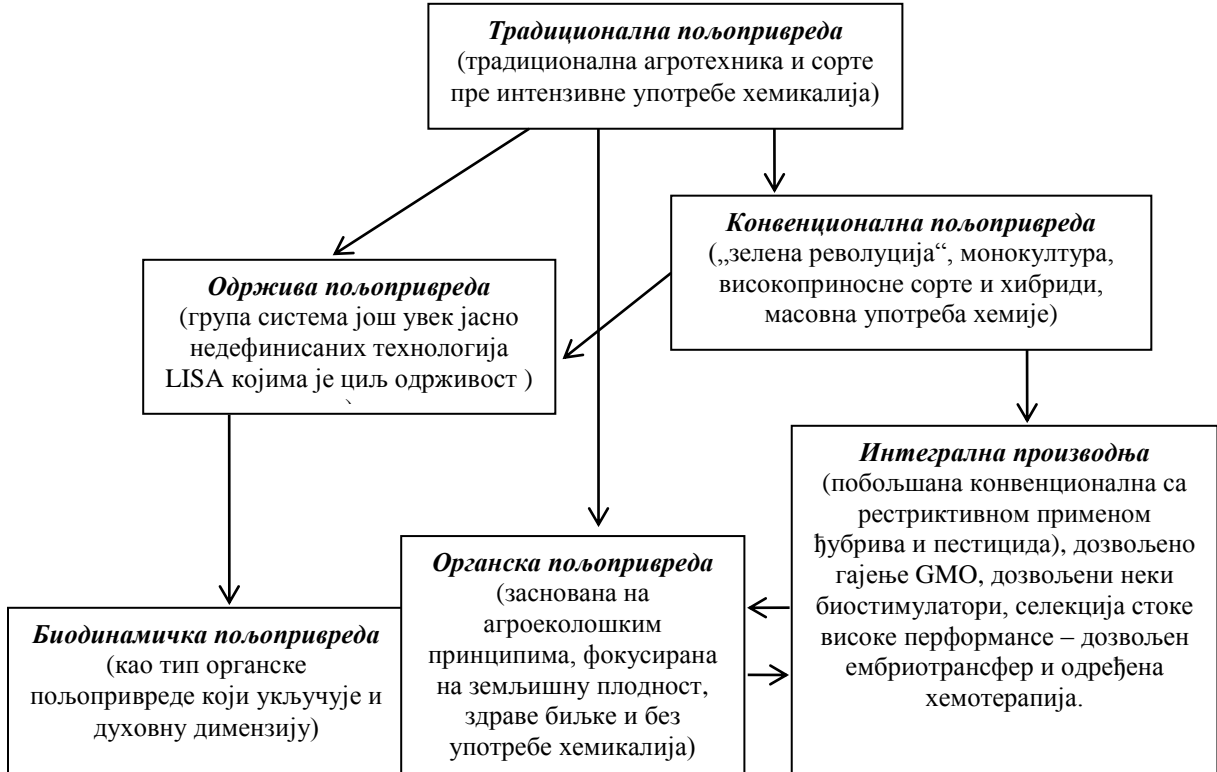 Традиционална пољопривреда
(традиционална агротехника и сорте
пре интензивне употребе хемикалија)
Конвенционална пољопривреда
(„зелена револуција“, монокултура,
високоприносне сорте и хибриди,
масовна употреба хемије)
Одржива пољопривреда
(група система још увек јасно
недефинисаних технологија
LISA којима је циљ одрживост )
)
Интегрална производња
(побољшана конвенционална са
рестриктивном применом
ђубрива и пестицида), дозвољено
гајење GMO, дозвољени неки
биостимулатори, селекција стоке
високе перформансе – дозвољен
ембриотрансфер и одређена
хемотерапија.
Органска пољопривреда
(заснована на
агроеколошким
принципима, фокусирана
на земљишну плодност,
здраве биљке и без
употребе хемикалија)
Биодинамичка пољопривреда
(као тип органске
пољопривреде који укључује и
духовну димензију)